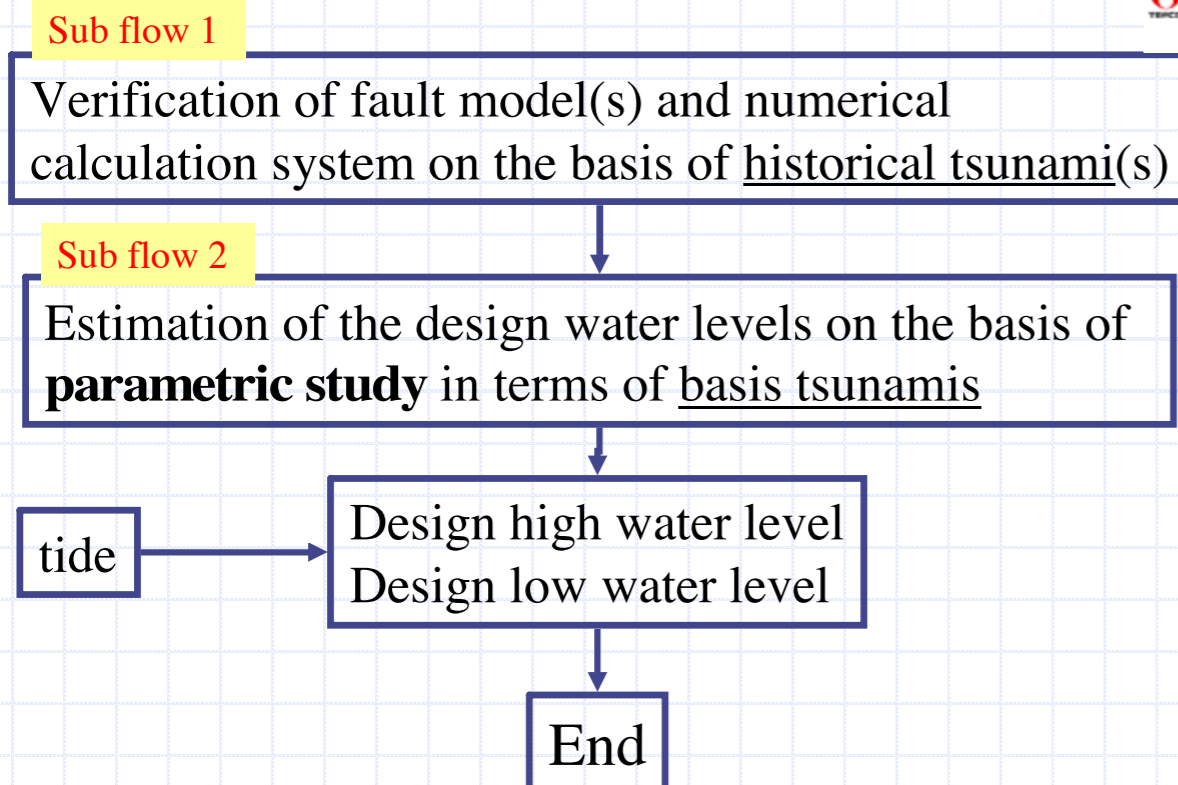 Sub flow 1
TEPCO
Verification of fault model(s) and numerical
calculation system on the basis of historical tsunami(s)
Sub flow 2
Estimation of the design water levels on the basis of
parametric study in terms of basis tsunamis
tide
Design high water level
Design low water level
End